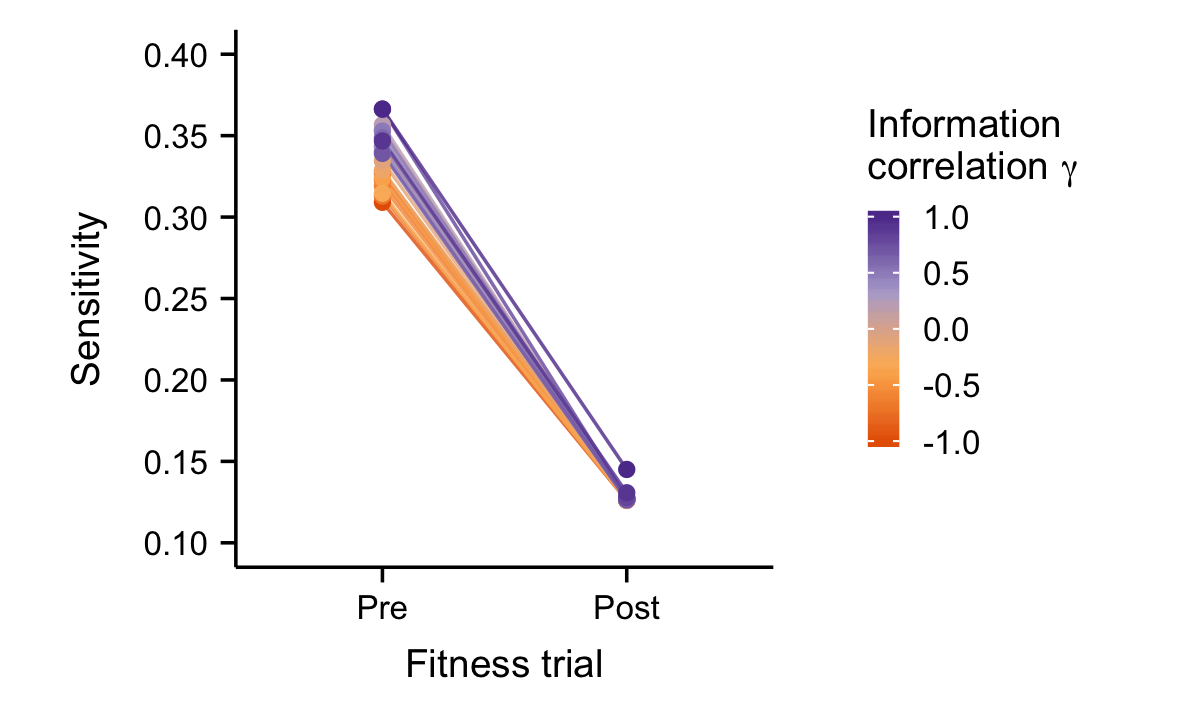 0.40
0.35
0.30
0.25
0.20
0.15
0.10
Sensitivity
Pre
Post
Fitness trial
Information
correlation γ
1.0
0.5
0.0
-0.5
-1.0